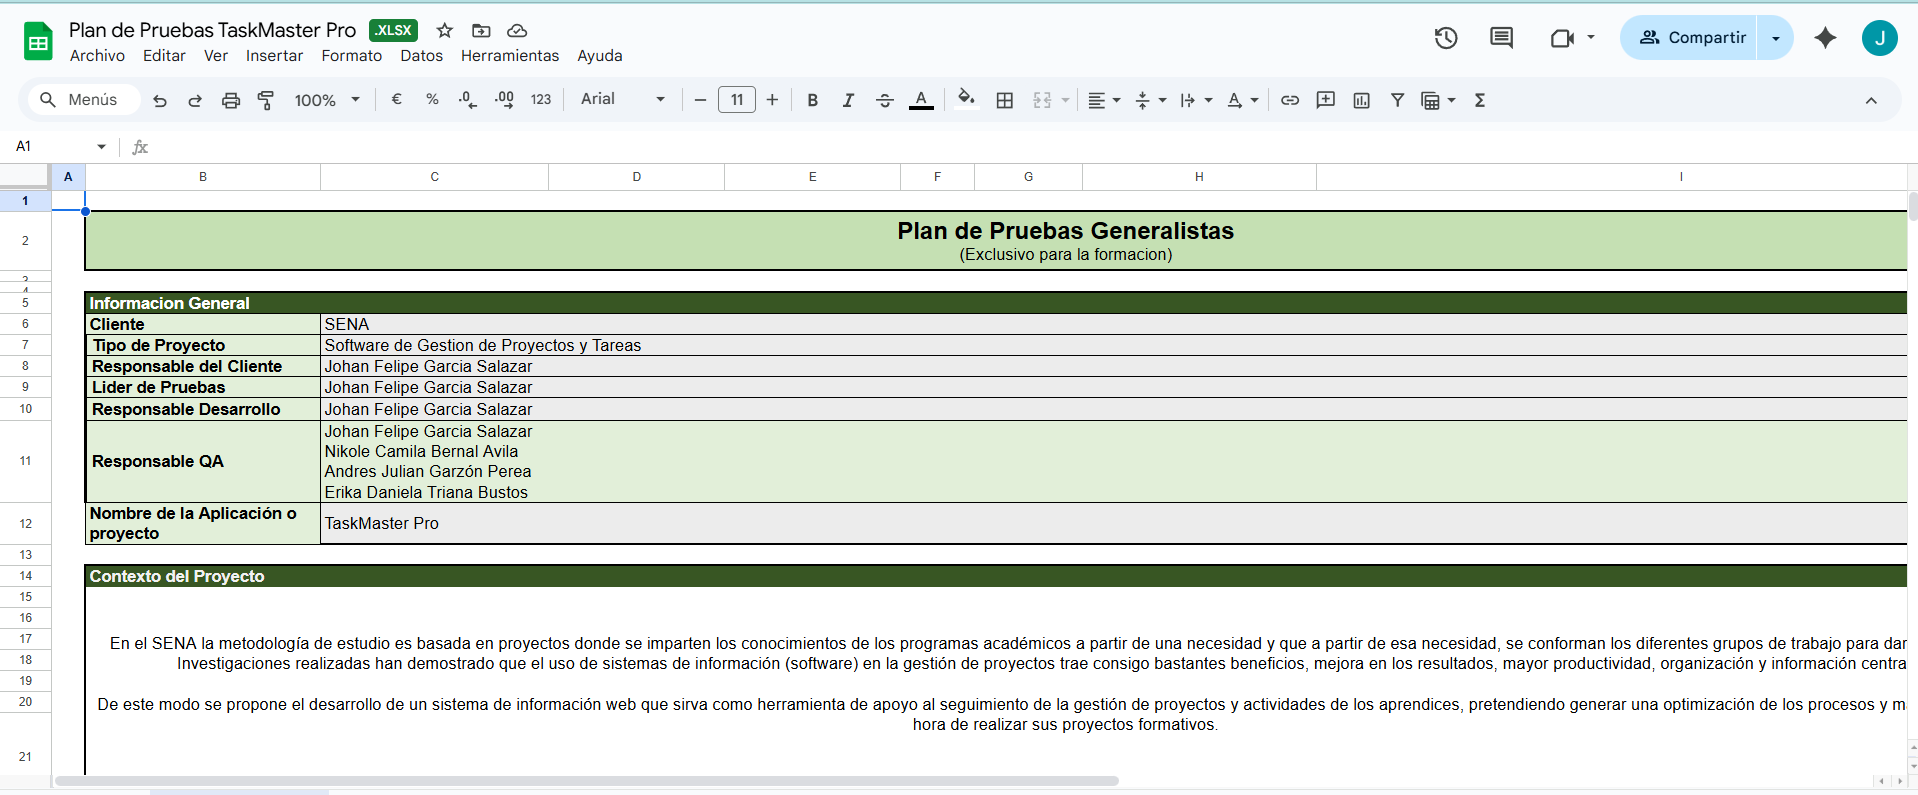 Plan de Pruebas TaskMaster Pro .XLSX
Archivo Editar Ver Insertar Formato Datos Herramientas Ayuda
Compartir
J
Menús 100% € % .0 .00 123 Arial 11 B I A A Σ
A1 fx
A B C D E F G H I
1
2 Plan de Pruebas Generalistas
(Exclusivo para la formacion)
3
4
5 Informacion General
6 Cliente SENA
7 Tipo de Proyecto Software de Gestion de Proyectos y Tareas
8 Responsable del Cliente Johan Felipe Garcia Salazar
9 Lider de Pruebas Johan Felipe Garcia Salazar
10 Responsable Desarrollo Johan Felipe Garcia Salazar
11 Responsable QA Johan Felipe Garcia Salazar
Nikole Camila Bernal Avila
Andres Julian Garzón Perea
Erika Daniela Triana Bustos
12 Nombre de la Aplicación o proyecto TaskMaster Pro
13
14 Contexto del Proyecto
15
16
17 En el SENA la metodología de estudio es basada en proyectos donde se imparten los conocimientos de los programas académicos a partir de una necesidad y que a partir de esa necesidad, se conforman los diferentes grupos de trabajo para dar
18 Investigaciones realizadas han demostrado que el uso de sistemas de información (software) en la gestión de proyectos trae consigo bastantes beneficios, mejora en los resultados, mayor productividad, organización y información centra
19
20 De este modo se propone el desarrollo de un sistema de información web que sirva como herramienta de apoyo al seguimiento de la gestión de proyectos y actividades de los aprendices, pretendiendo generar una optimización de los procesos y m
hora de realizar sus proyectos formativos.
21